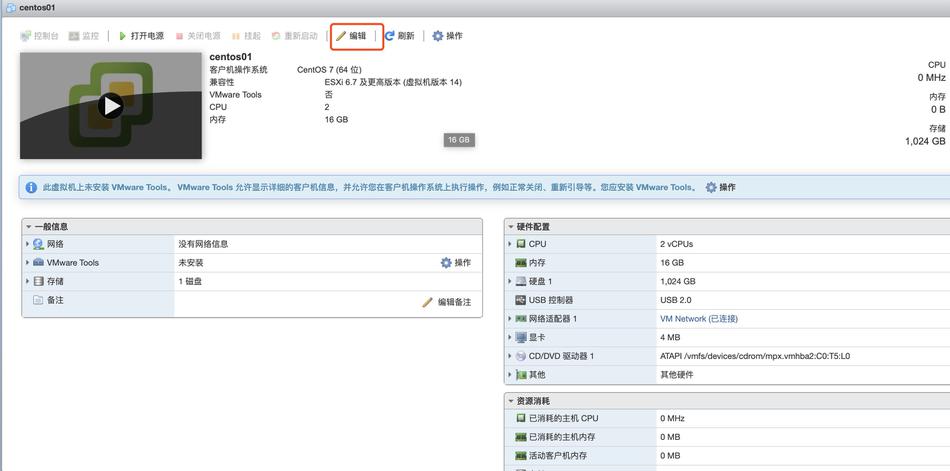 centos01
控制台 监控 打开电源 关闭电源 挂起 重新启动 编辑 刷新 操作
centos01
客户机操作系统 CentOS 7 (64 位)
兼容性 ESXi 6.7 及更高版本 (虚拟机版本 14)
VMware Tools 否
CPU 2
内存 16 GB
16 GB
CPU
0 MHz
内存
0 B
存储
1,024 GB
此虚拟机上未安装 VMware Tools。 VMware Tools 允许显示详细的客户机信息，并允许您在客户机操作系统上执行操作，例如正常关闭、重新引导等。您应安装 VMware Tools。 操作
一般信息
网络 没有网络信息
VMware Tools 未安装 操作
存储 1 磁盘
备注 编辑备注
硬件配置
CPU 2 vCPUs
内存 16 GB
硬盘 1 1,024 GB
USB 控制器 USB 2.0
网络适配器 1 VM Network (已连接)
显卡 4 MB
CD/DVD 驱动器 1 ATAPI /vmfs/devices/cdrom/mpx.vmhba2:C0:T5:L0
其他 其他硬件
资源消耗
已消耗的主机 CPU 0 MHz
已消耗的主机内存 0 MB
活动客户机内存 0 MB